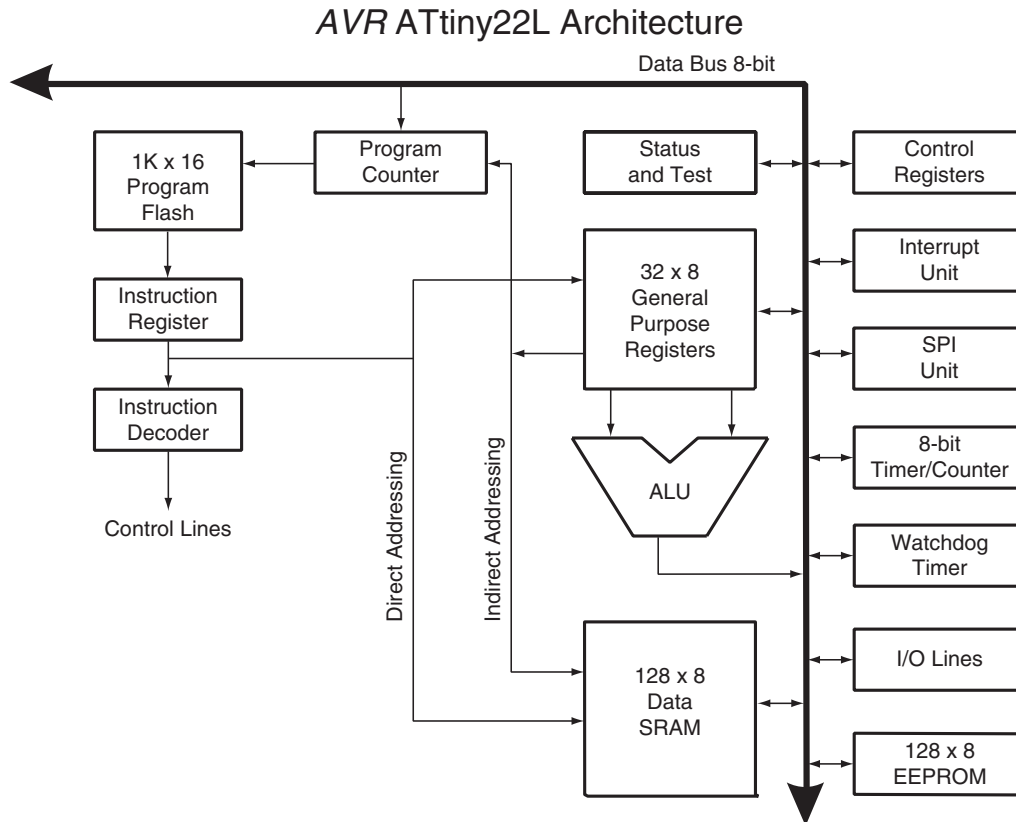 AVR ATtiny22L Architecture
Data Bus 8-bit
1K x 16
Program
Flash
Program
Counter
Status
and Test
Control
Registers
Instruction
Register
32 x 8
General
Purpose
Registers
Interrupt
Unit
SPI
Unit
Instruction
Decoder
Control Lines
Direct Addressing
Indirect Addressing
ALU
8-bit
Timer/Counter
Watchdog
Timer
128 x 8
Data
SRAM
I/O Lines
128 x 8
EEPROM